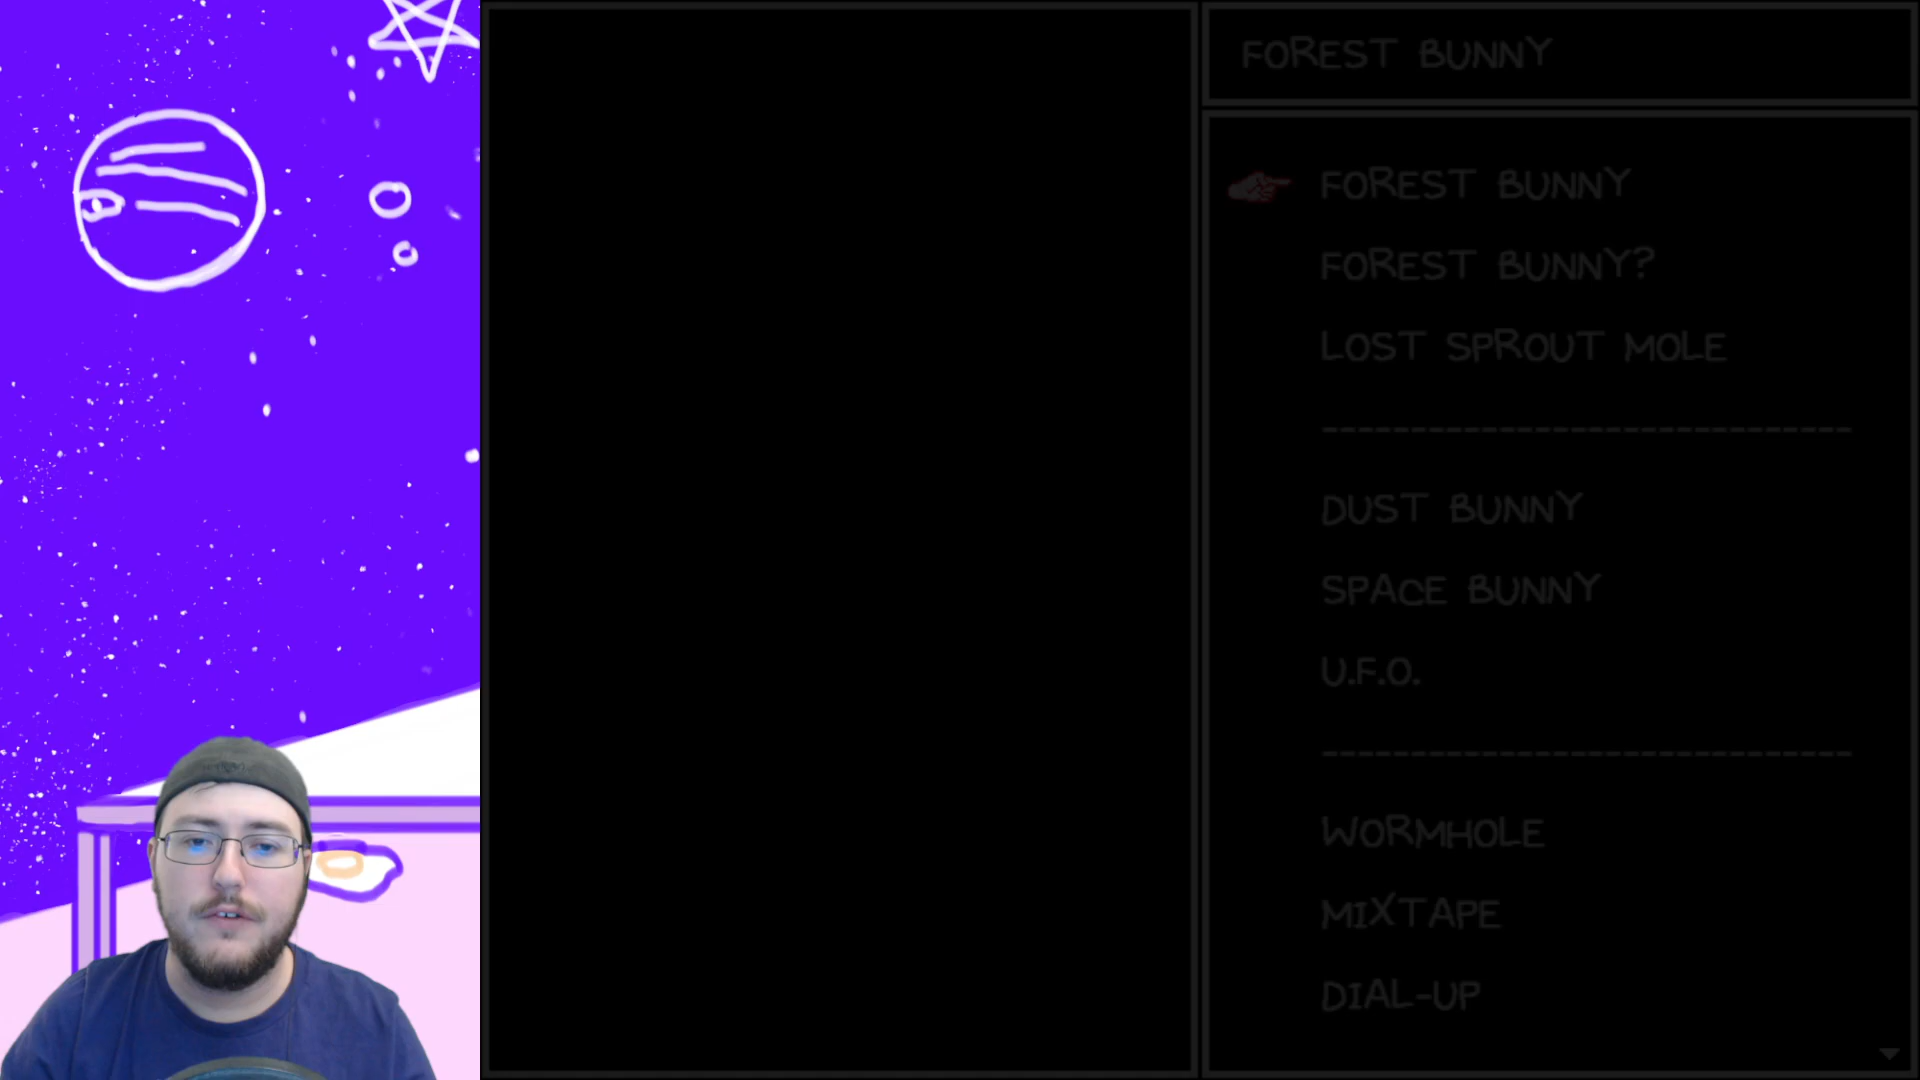 FOREST BUNNY
FOREST BUNNY
FOREST BUNNY?
LOST SPROUT MOLE
------------------------------
DUST BUNNY
SPACE BUNNY
U.F.O.
------------------------------
WORMHOLE
MIXTAPE
DIAL-UP